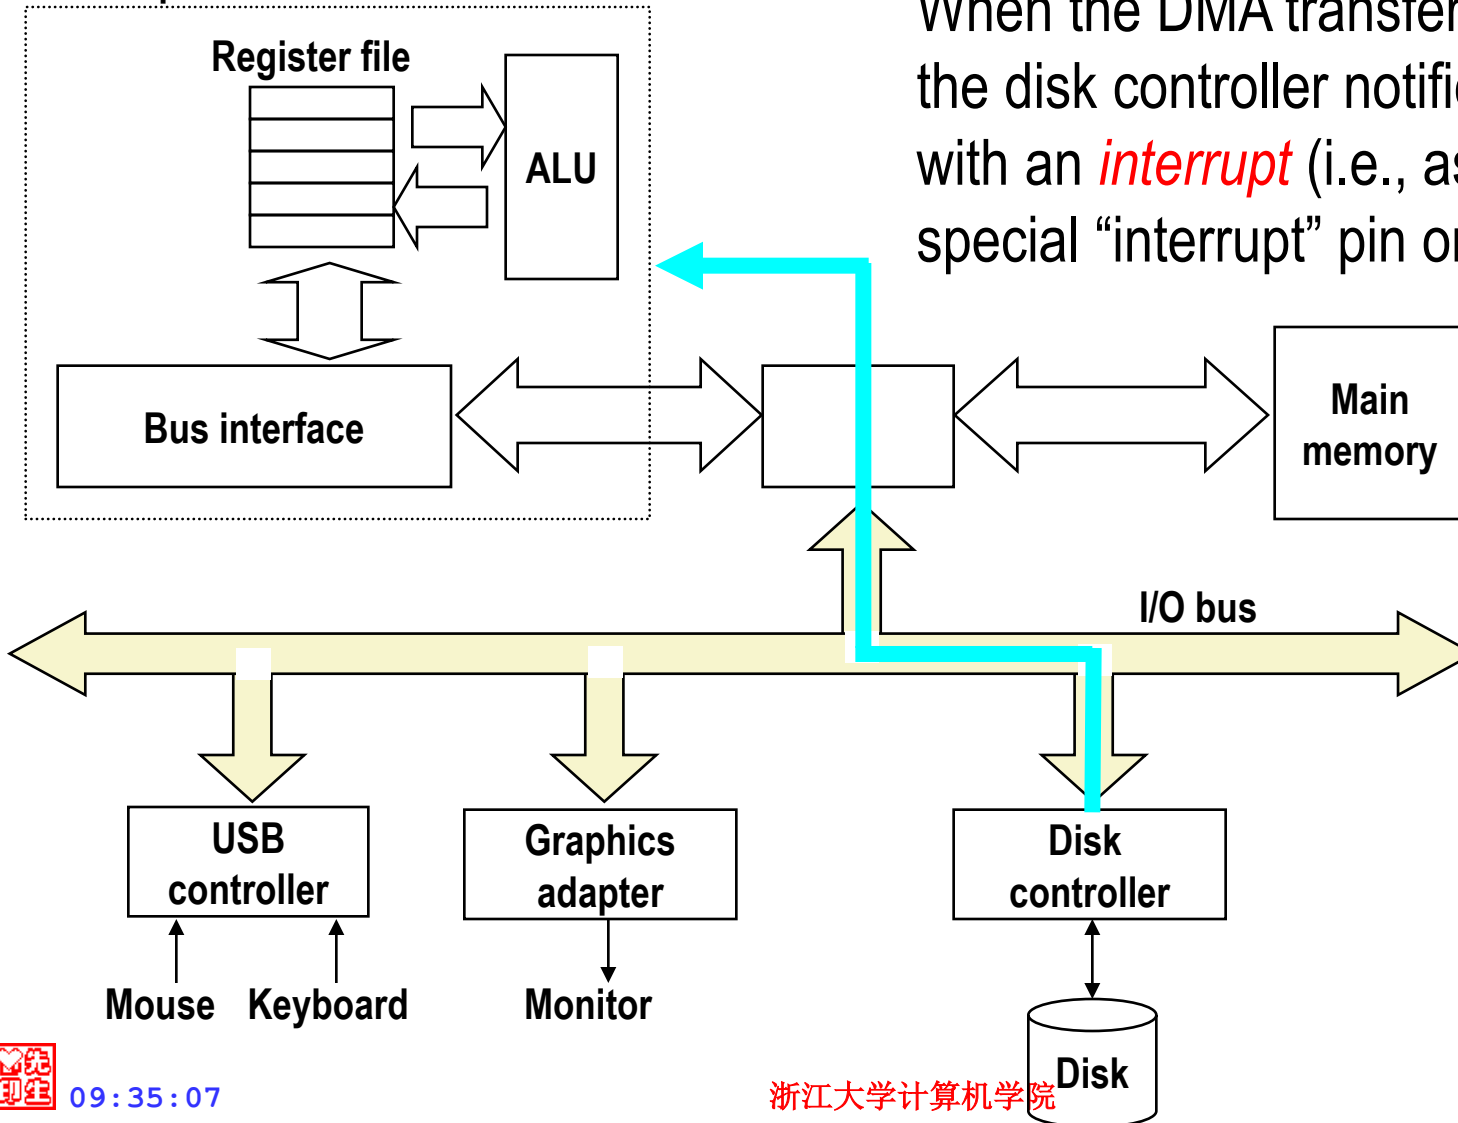 When the DMA transfer
the disk controller
with an interrupt (i.e.,
special “interrupt” pin
Register file
ALU
Bus interface
Main
memory
I/O bus
USB
controller
Graphics
adapter
Disk
controller
Mouse
Keyboard
Monitor
Disk
09:35:07
浙江大学计算机学院